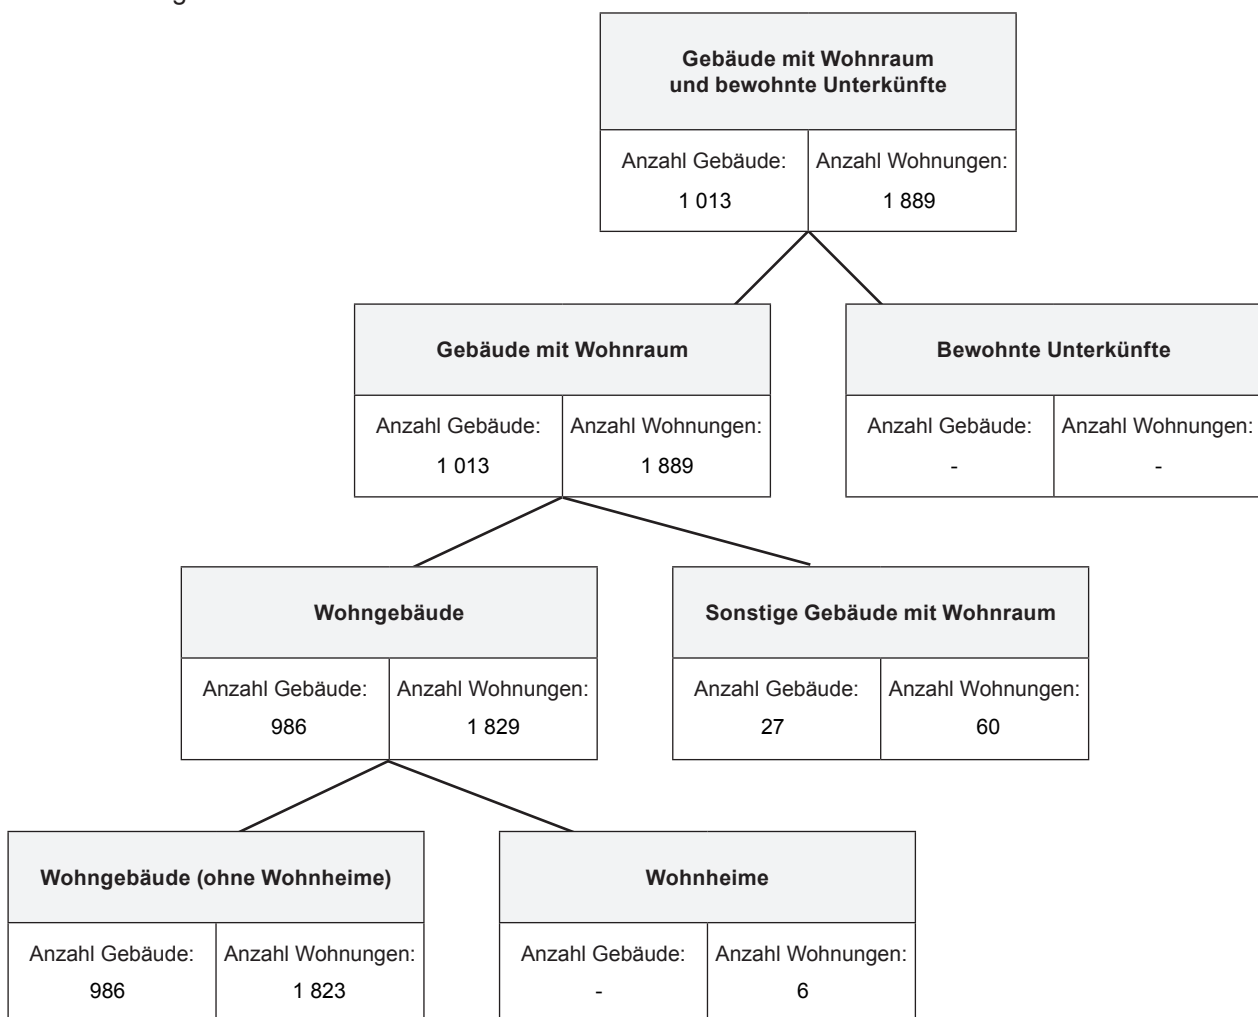 Gebäude mit Wohnraum
und bewohnte Unterkünfte
Anzahl Gebäude: Anzahl Wohnungen:
1 013 1 889
Gebäude mit Wohnraum
Anzahl Gebäude: Anzahl Wohnungen:
1 013 1 889
Bewohnte Unterkünfte
Anzahl Gebäude: Anzahl Wohnungen:
- -
Wohngebäude
Anzahl Gebäude: Anzahl Wohnungen:
986 1 829
Sonstige Gebäude mit Wohnraum
Anzahl Gebäude: Anzahl Wohnungen:
27 60
Wohngebäude (ohne Wohnheime)
Anzahl Gebäude: Anzahl Wohnungen:
986 1 823
Wohnheime
Anzahl Gebäude: Anzahl Wohnungen:
- 6